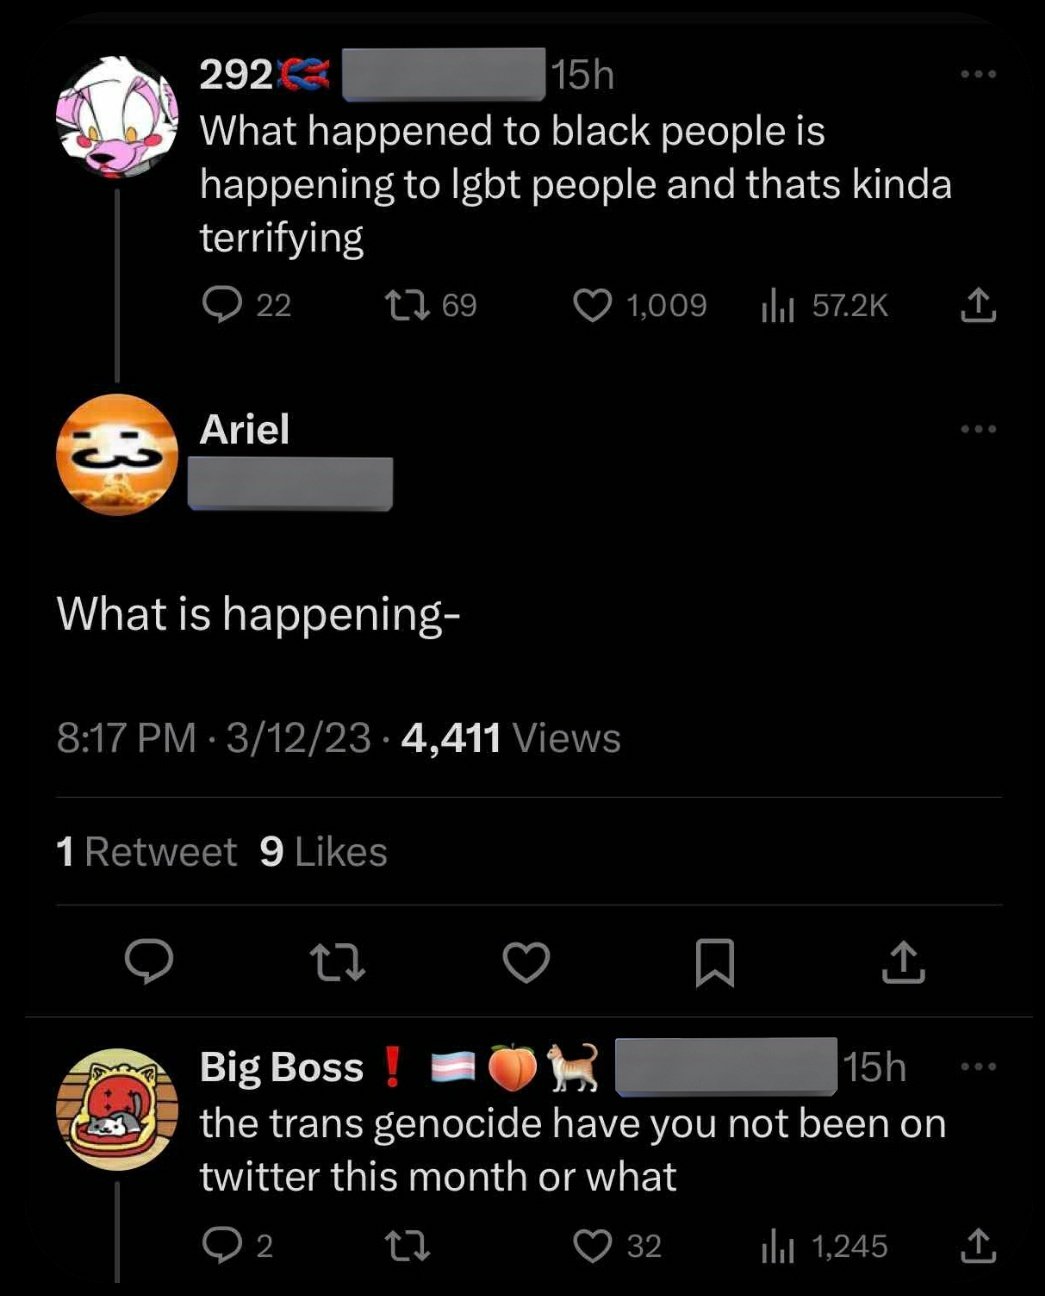 292 15h
What happened to black people is
happening to lgbt people and thats kinda
terrifying
22 69 1,009 57.2K
Ariel
What is happening-
8:17 PM · 3/12/23 · 4,411 Views
1 Retweet 9 Likes
Big Boss❗🏳️‍⚧️🍑🐈 15h
the trans genocide have you not been on
twitter this month or what
2 32 1,245